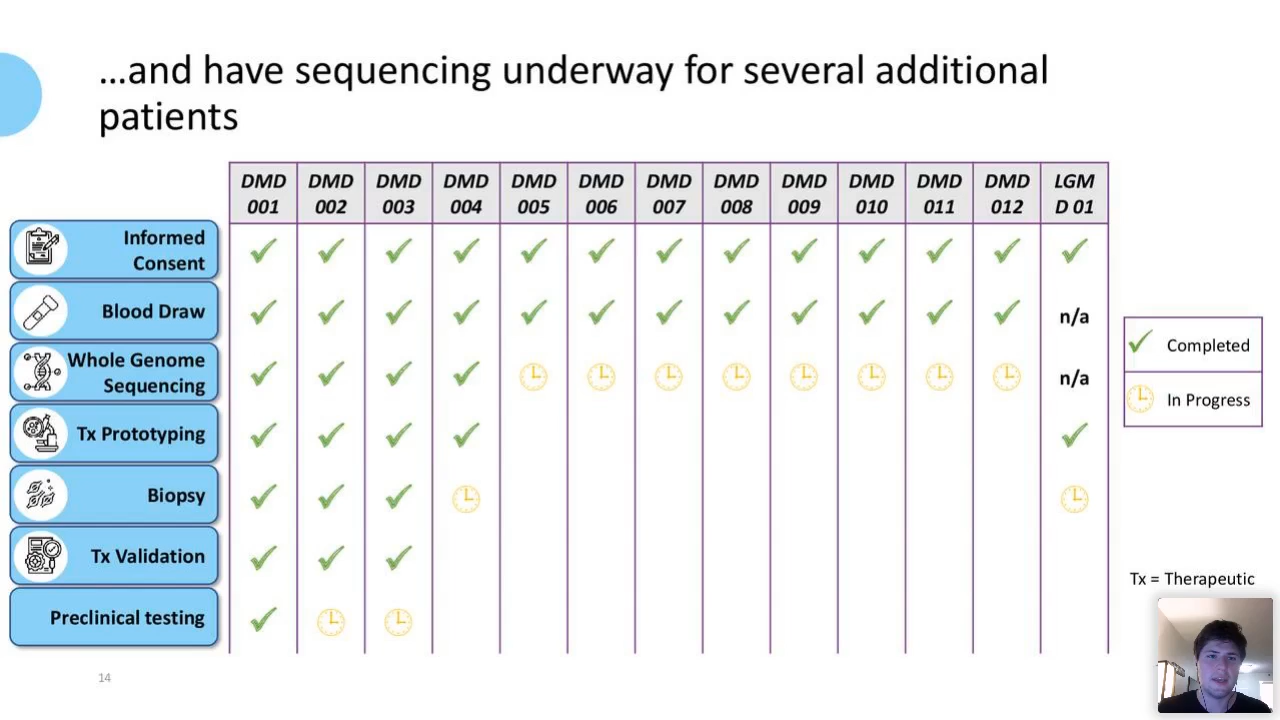 ...and have sequencing underway for several additional
patients
DMD 001 DMD 002 DMD 003 DMD 004 DMD 005 DMD 006 DMD 007 DMD 008 DMD 009 DMD 010 DMD 011 DMD 012 LGM D 01
Informed
Consent
Blood Draw n/a
Whole Genome
Sequencing n/a
Tx Prototyping
Biopsy
Tx Validation
Preclinical testing
Completed
In Progress
Tx = Therapeutic
14